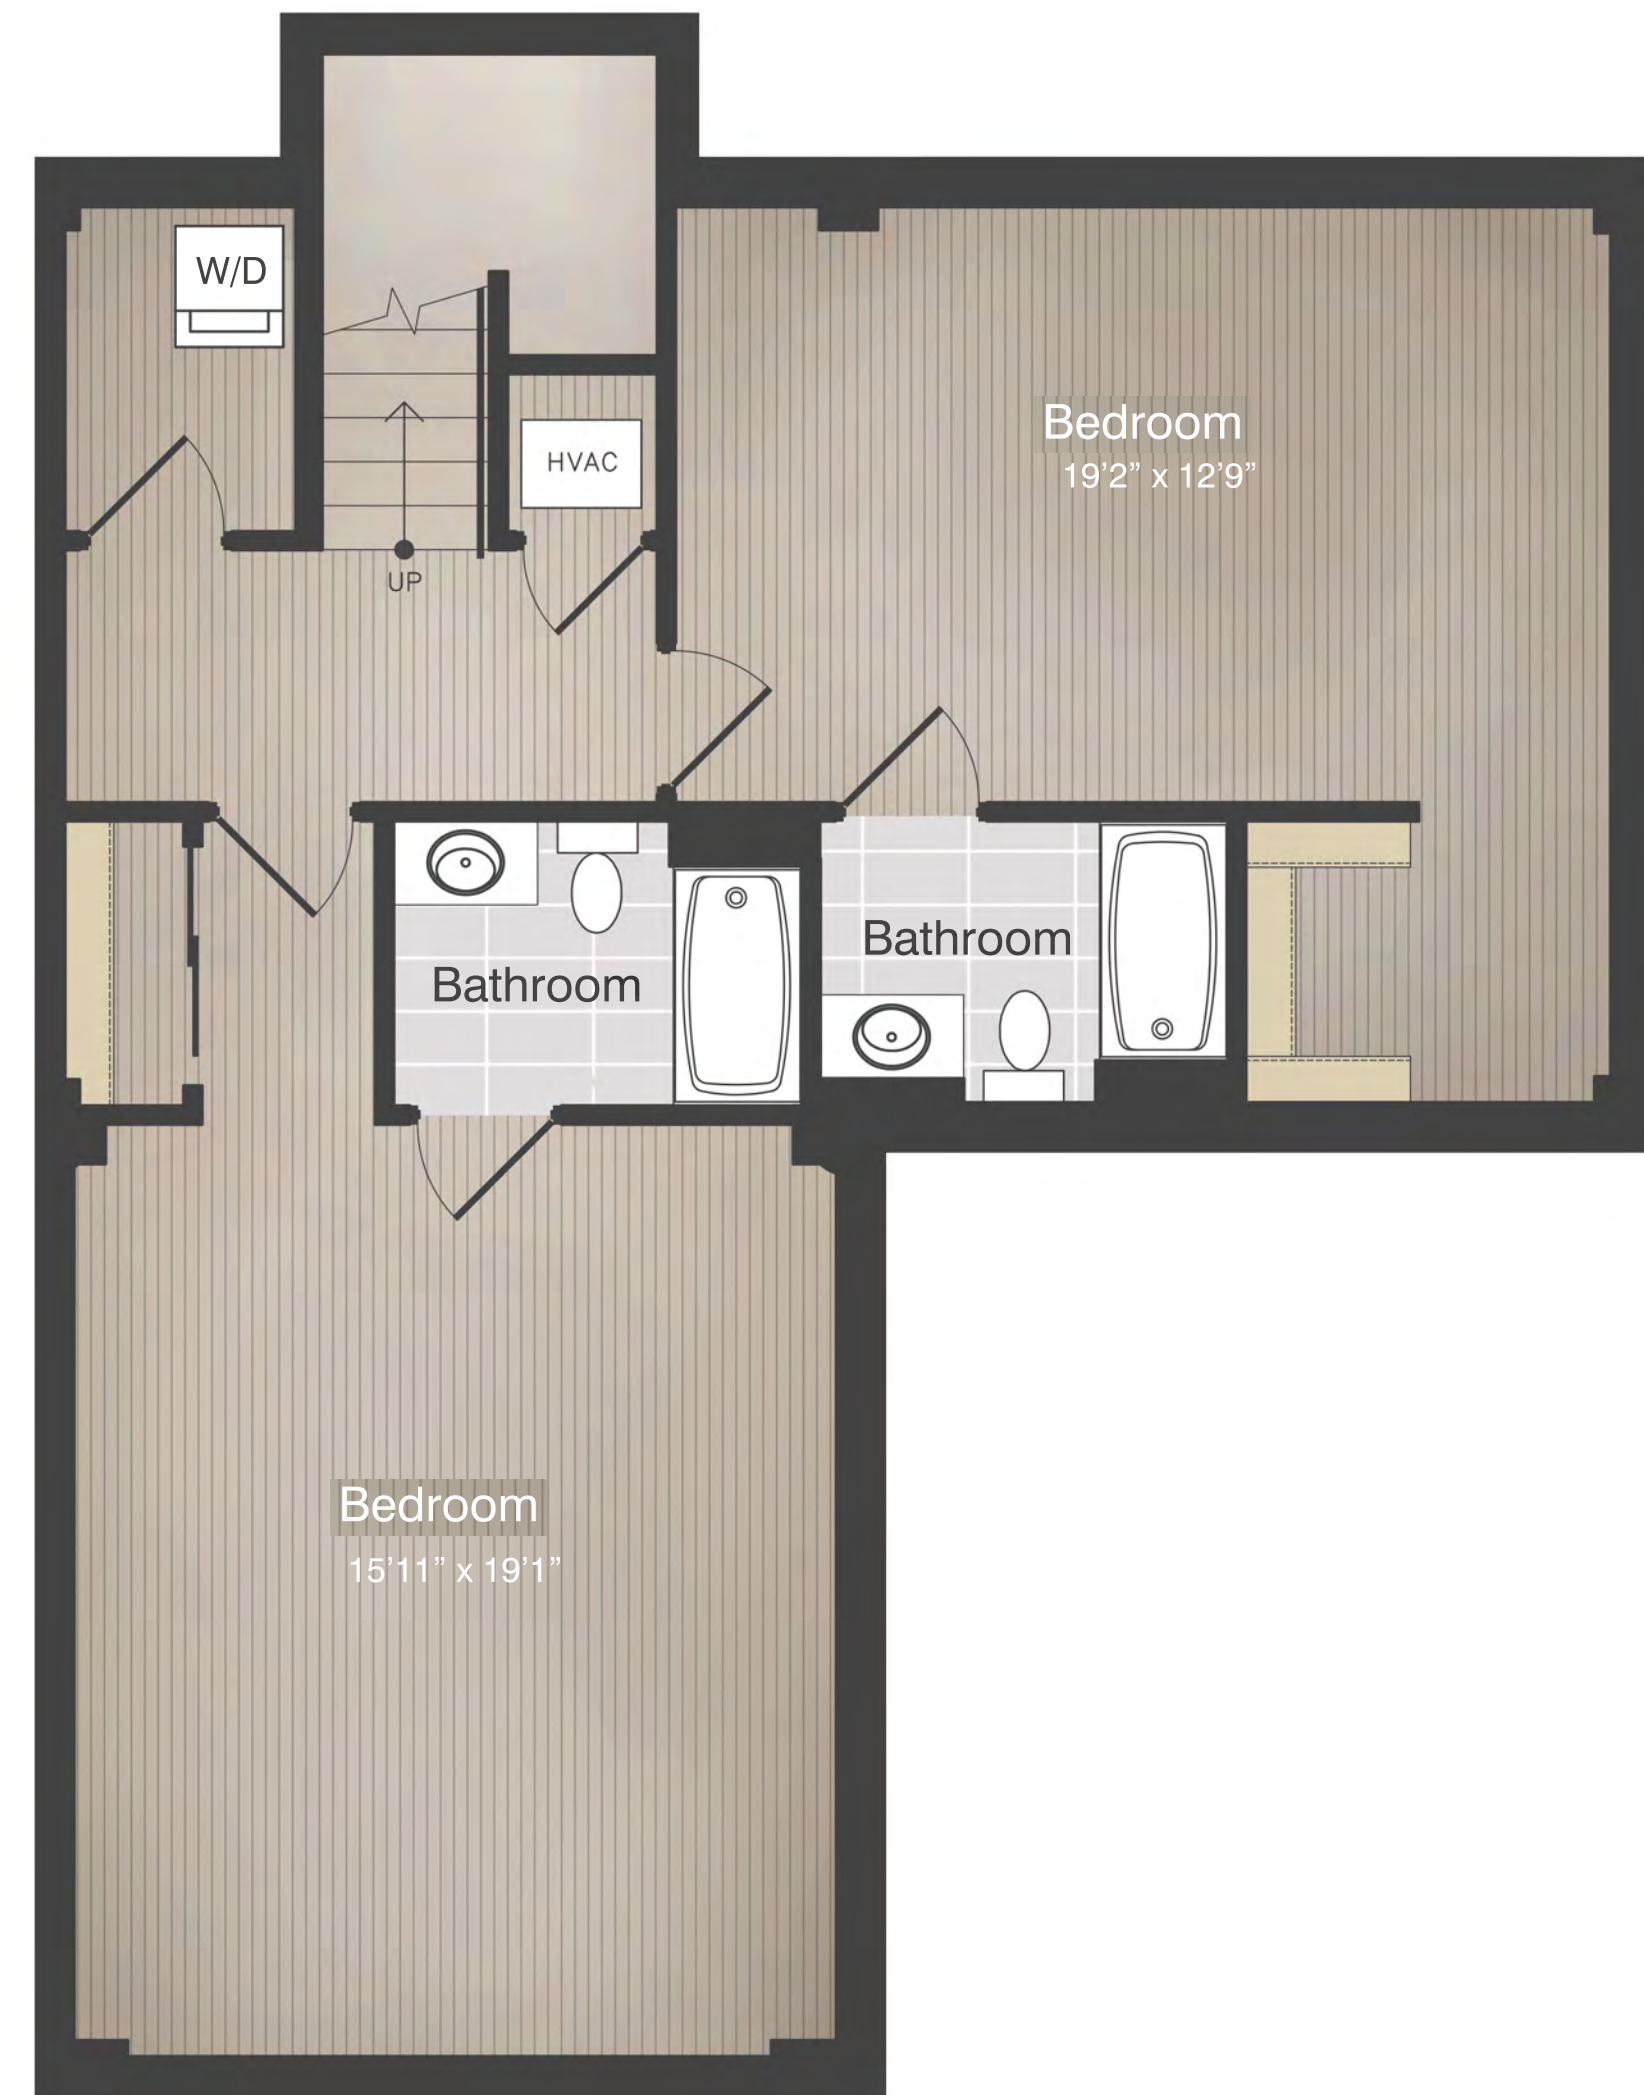 W/D
Bedroom
19’2” x 12’9”
HVAC
UP
Bathroom
Bathroom
Bedroom
15’11” x 19’1”